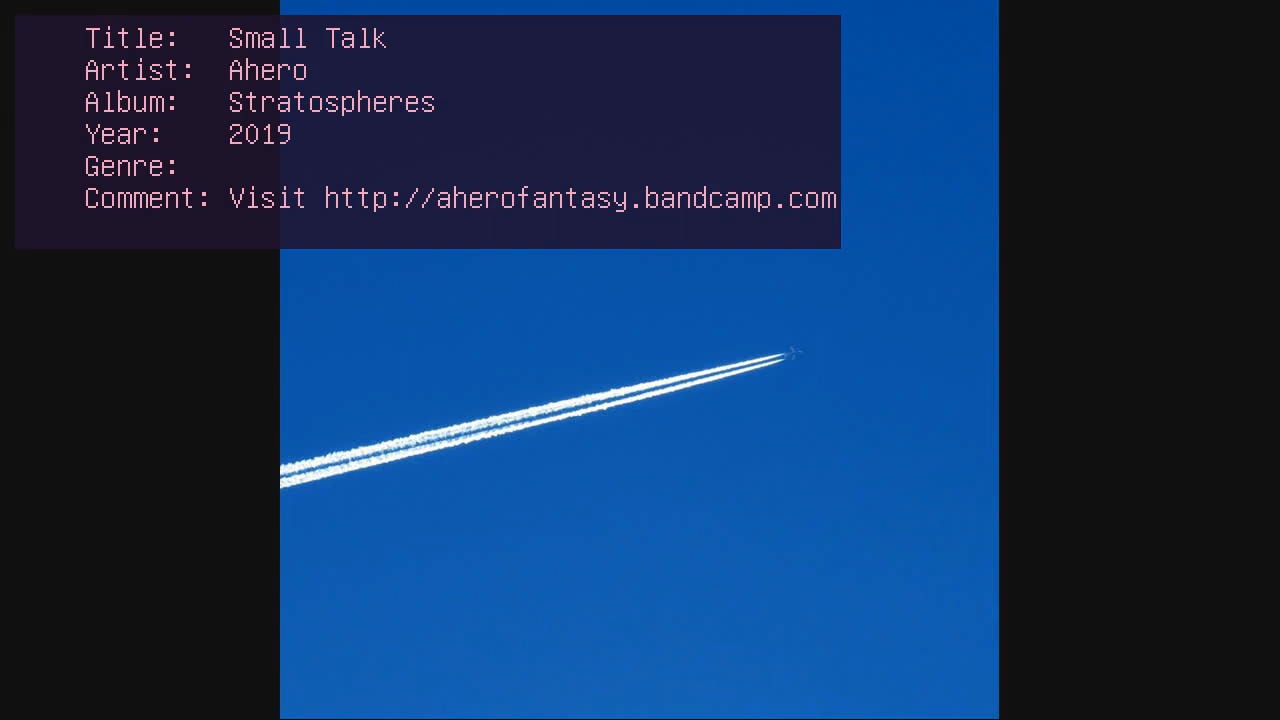 Title: Small Talk
Artist: Ahero
Album: Stratospheres
Year: 2019
Genre:
Comment: Visit http://aherofantasy.bandcamp.com